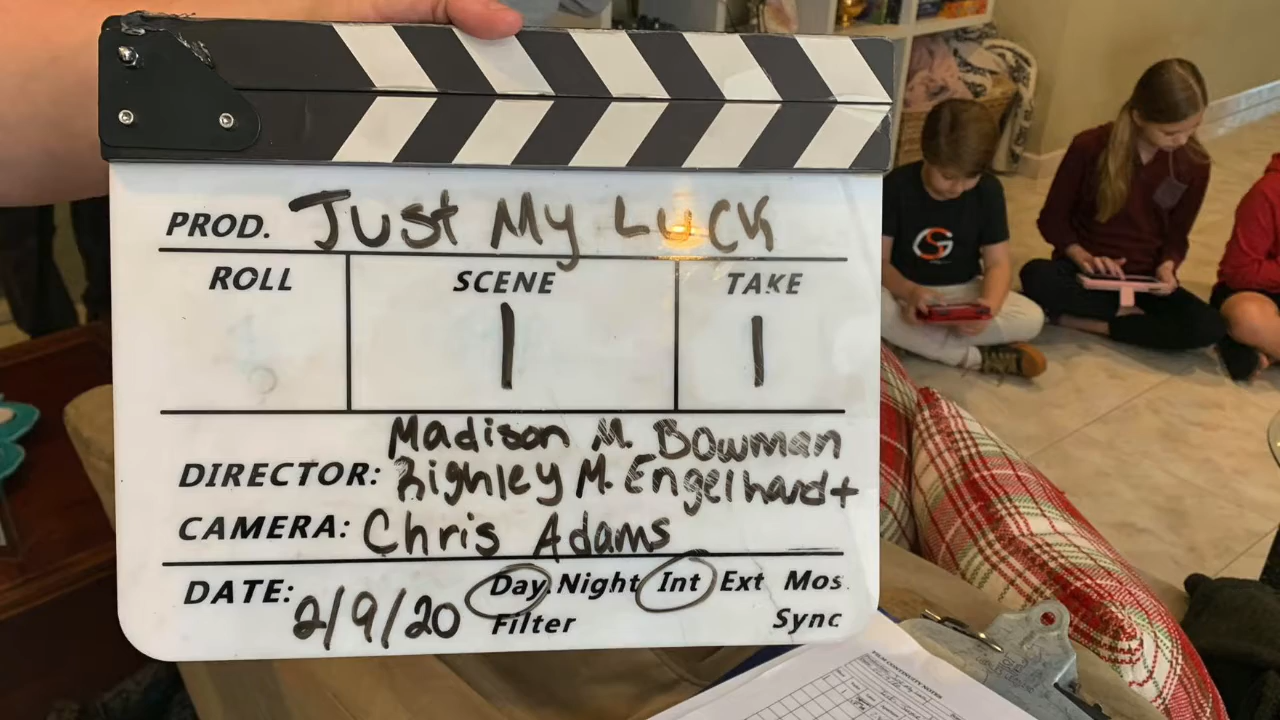 PROD. Just My Luck
ROLL SCENE TAKE
1 1
Madison M. Bowman
DIRECTOR: Righley M. Engelhardt
CAMERA: Chris Adams
DATE: 2/9/20 Day Night Int Ext Mos
Filter Sync